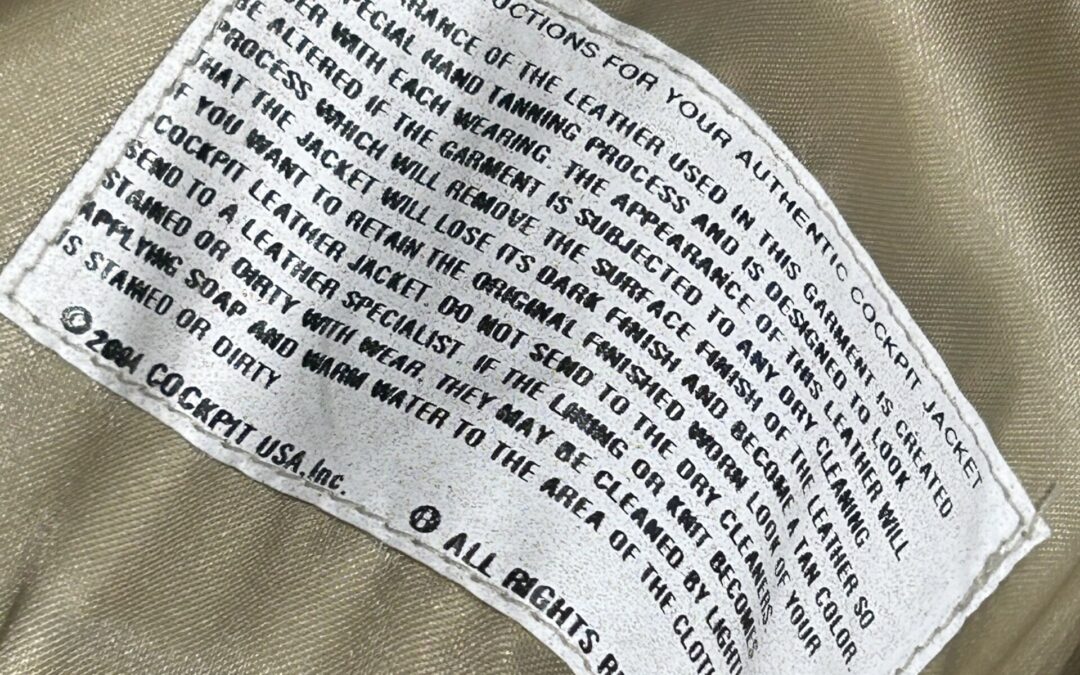 UCTIONS FOR YOUR AUTHENTIC COCKPIT JACKET
RANCE OF THE LEATHER USED IN THIS GARMENT IS CREATED
PECIAL HAND TANNING PROCESS AND IS DESIGNED TO LOOK
ER WITH EACH WEARING. THE APPEARANCE OF THIS LEATHER WILL
BE ALTERED IF THE GARMENT IS SUBJECTED TO ANY DRY CLEANING
PROCESS WHICH WILL REMOVE THE SURFACE FINISH OF THE LEATHER SO
THAT THE JACKET WILL LOSE ITS DARK FINISH AND BECOME A TAN COLOR.
IF YOU WANT TO RETAIN THE ORIGINAL FINISHED WORN LOOK OF YOUR
COCKPIT LEATHER JACKET. DO NOT SEND TO THE DRY CLEANERS
SEND TO A LEATHER SPECIALIST IF THE LINING OR KNIT BECOMES
STAINED OR DIRTY WITH WEAR, THEY MAY BE CLEANED BY LIGHTL
APPLYING SOAP AND WARM WATER TO THE AREA OF THE CLOTH
IS STAINED OR DIRTY
© 2004 COCKPIT USA, Inc. ® ALL RIGHTS R